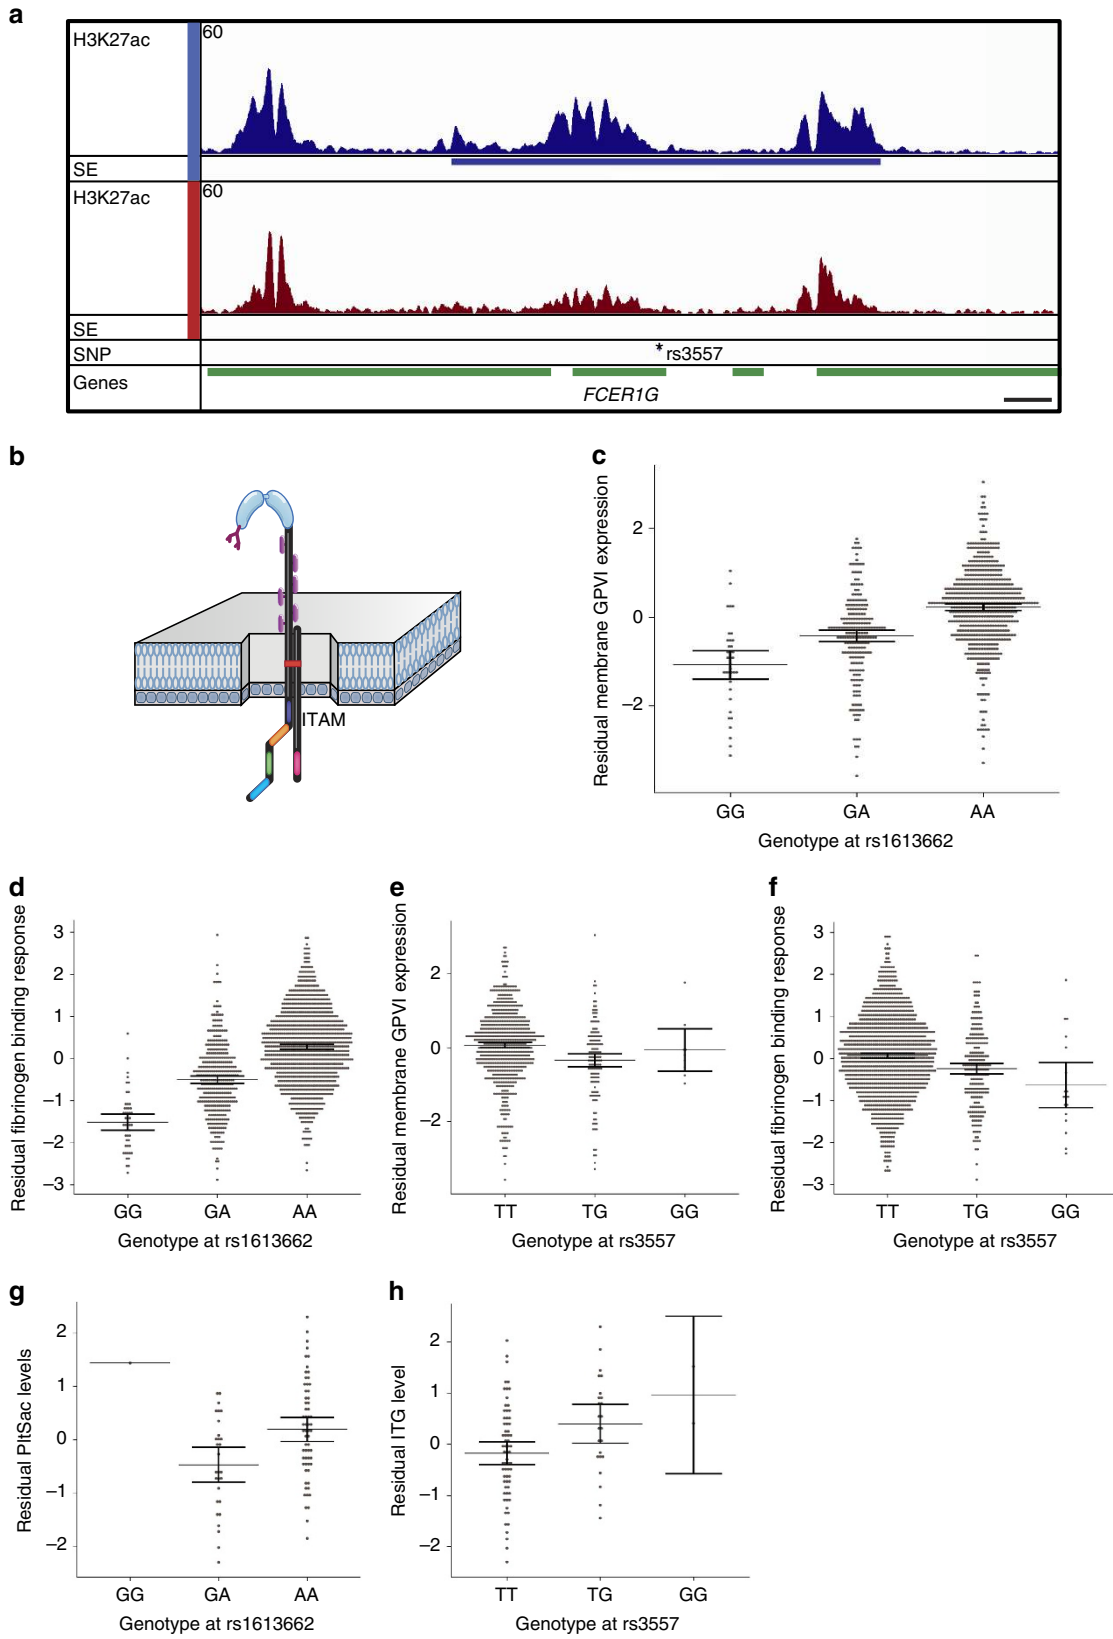 a
H3K27ac
60
SE
H3K27ac
60
SE
SNP
* rs3557
Genes
FCER1G
b
ITAM
c
Residual membrane GPVI expression
2
0
–2
GG GA AA
Genotype at rs1613662
d
Residual fibrinogen binding response
3
2
1
0
–1
–2
–3
GG GA AA
Genotype at rs1613662
e
Residual membrane GPVI expression
2
0
–2
TT TG GG
Genotype at rs3557
f
Residual fibrinogen binding response
3
2
1
0
–1
–2
–3
TT TG GG
Genotype at rs3557
g
Residual PltSac levels
2
1
0
–1
–2
GG GA AA
Genotype at rs1613662
h
Residual ITG level
2
1
0
–1
–2
TT TG GG
Genotype at rs3557